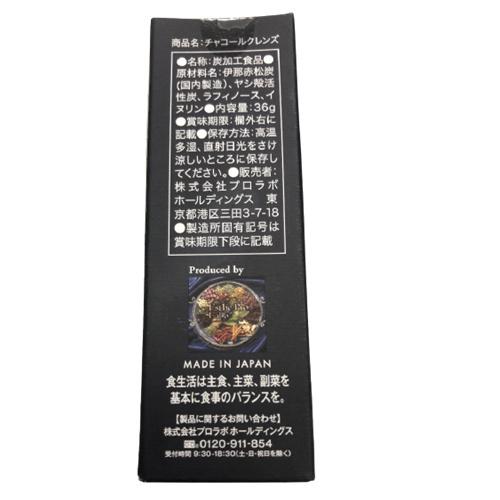 商品名:チャコールクレンズ
●名称:炭加工食品●
原材料名:伊那赤松炭
(国内製造)、ヤシ殻活
性炭、ラフィノース、イ
ヌリン●内容量:36g
●賞味期限:欄外右に
記載●保存方法:高温
多湿、直射日光をさけ
涼しいところに保存し
てください。●販売者:
株式会社プロラボ
ホールディングス 東
京都港区三田3-7-18
●製造所固有記号は
賞味期限下段に記載
Produced by
Esthe Pro
Labo
MADE IN JAPAN
食生活は主食、主菜、副菜を
基本に食事のバランスを。
【製品に関するお問い合わせ】
株式会社プロラボ ホールディングス
0120-911-854
受付時間 9:30-18:30(土・日・祝日を除く)